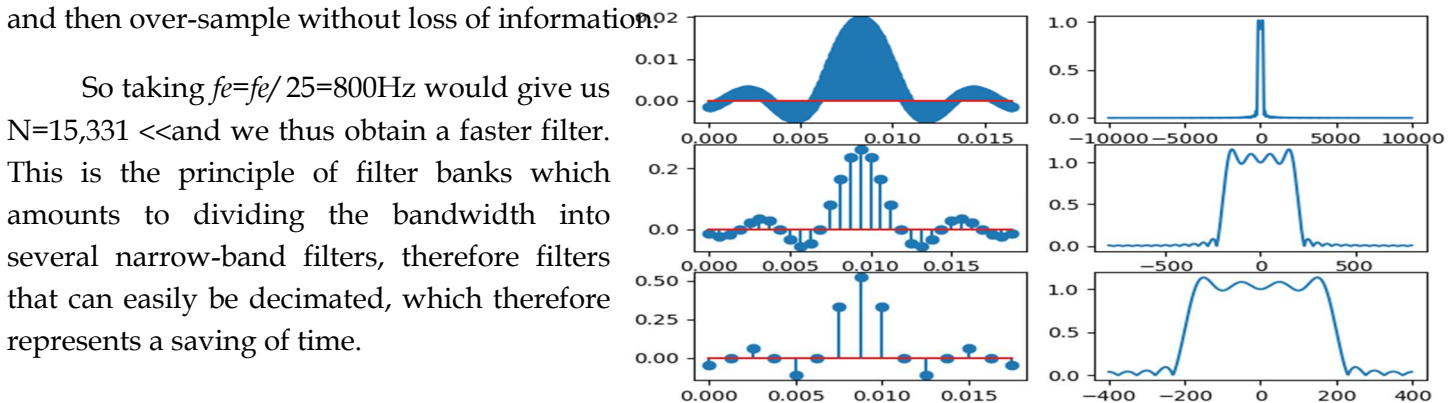 and then over-sample without loss of information.
So taking fe=fe/ 25=800Hz would give us
N=15,331 <<and we thus obtain a faster filter.
This is the principle of filter banks which
amounts to dividing the bandwidth into
several narrow-band filters, therefore filters
that can easily be decimated, which therefore
represents a saving of time.
0.02
0.01
0.00
0.000 0.005 0.010 0.015
1.0
0.5
0.0
−10000 −5000 0 5000 10000
0.2
0.0
0.000 0.005 0.010 0.015
1.0
0.5
0.0
−500 0 500
0.50
0.25
0.00
0.000 0.005 0.010 0.015
1.0
0.5
0.0
−400 −200 0 200 400